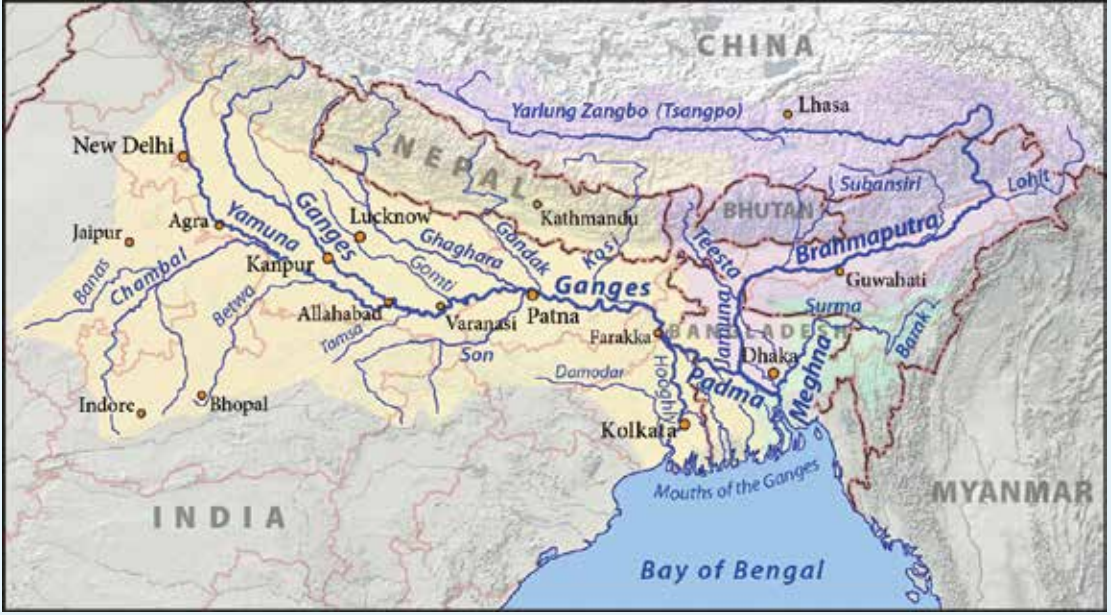 CHINA
Yarlung Zangbo (Tsangpo)
Lhasa
New Delhi
NEPAL
Subansiri
Lohit
BHUTAN
Kathmandu
Agra
Yamuna
Ganges
Lucknow
Jaipur
Ghaghara
Gandak
Kosi
Teesta
Brahmaputra
Banas
Chambal
Kanpur
Gomti
Ganges
Guwahati
Betwa
Allahabad
Varanasi
Patna
Surma
Tamsa
Son
Farakka
BANGLADESH
Jamuna
Barak
Damodar
Hooghly
Padma
Dhaka
Meghna
Indore
Bhopal
Kolkata
Mouths of the Ganges
INDIA
MYANMAR
Bay of Bengal